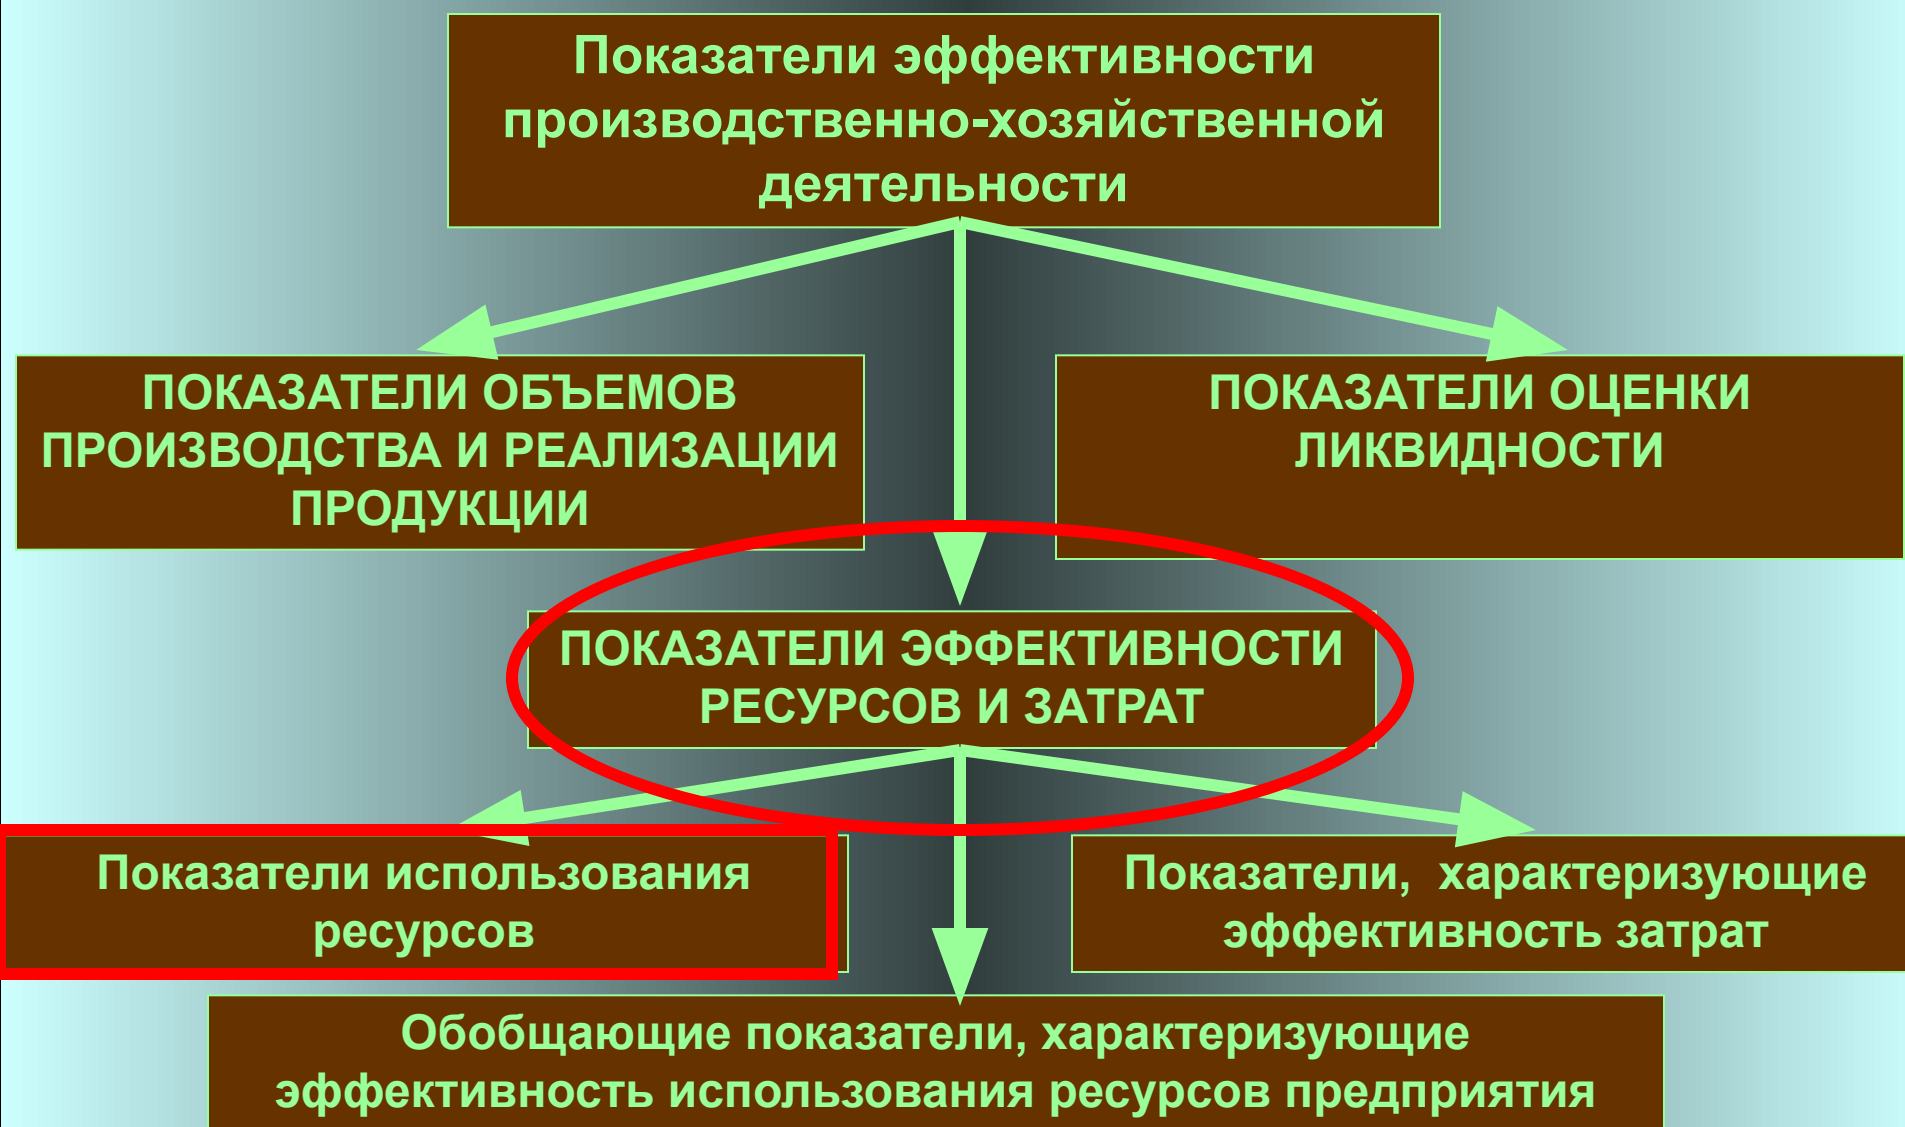 Показатели эффективности
производственно-хозяйственной
деятельности
ПОКАЗАТЕЛИ ОБЪЕМОВ
ПРОИЗВОДСТВА И РЕАЛИЗАЦИИ
ПРОДУКЦИИ
ПОКАЗАТЕЛИ ОЦЕНКИ
ЛИКВИДНОСТИ
ПОКАЗАТЕЛИ ЭФФЕКТИВНОСТИ
РЕСУРСОВ И ЗАТРАТ
Показатели использования
ресурсов
Показатели, характеризующие
эффективность затрат
Обобщающие показатели, характеризующие
эффективность использования ресурсов предприятия